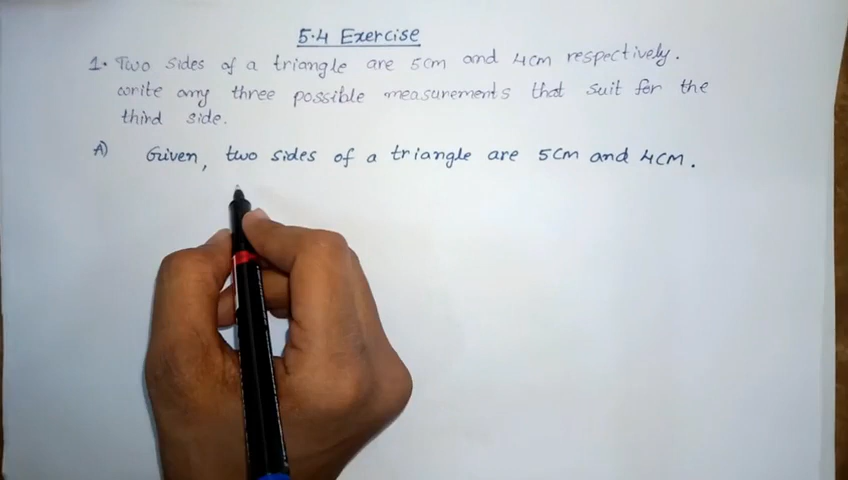 5.4 Exercise
1. Two sides of a triangle are 5cm and 4cm respectively.
write any three possible measurements that suit for the
third side.
A) Given, two sides of a triangle are 5cm and 4cm.